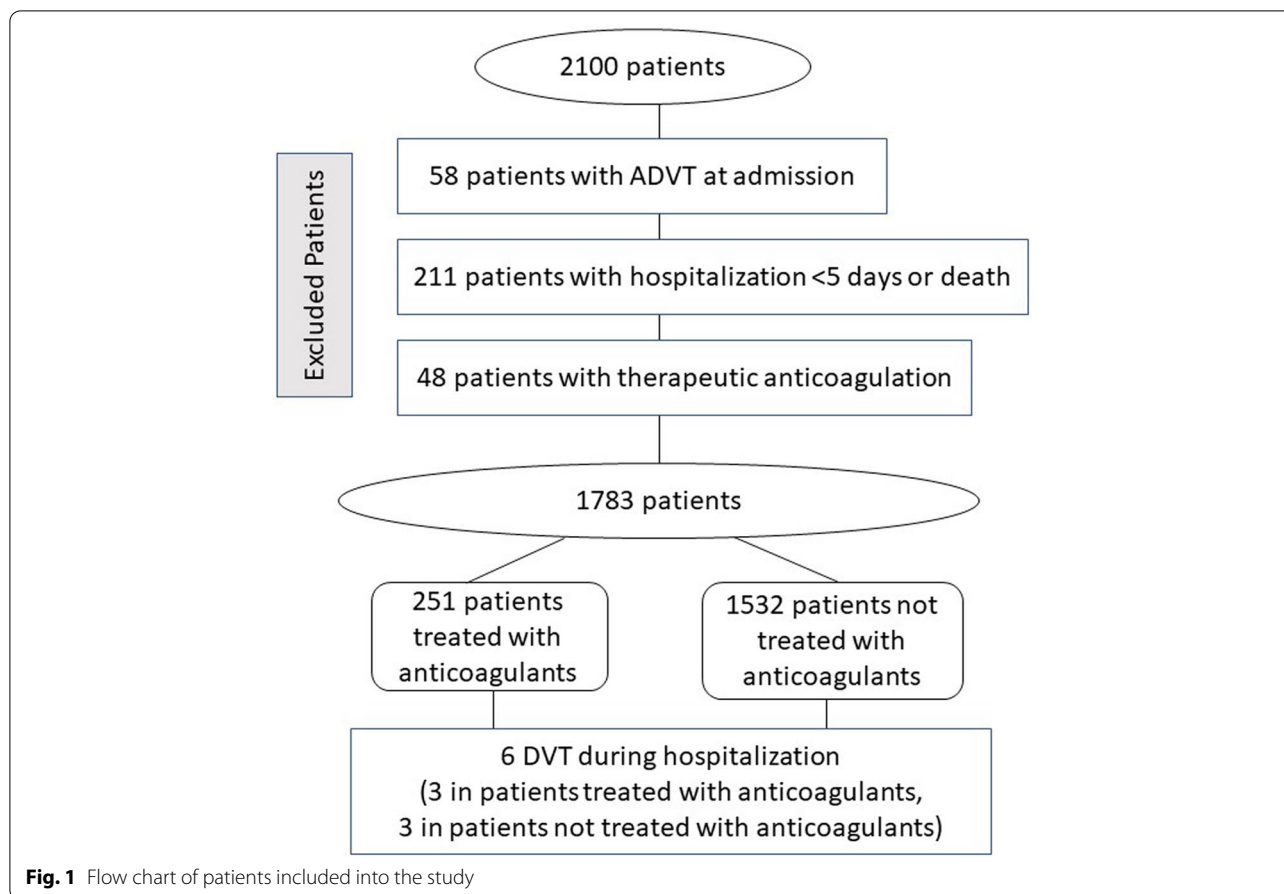 2100 patients
Excluded Patients
58 patients with ADVT at admission
211 patients with hospitalization <5 days or death
48 patients with therapeutic anticoagulation
1783 patients
251 patients
treated with
anticoagulants
1532 patients not
treated with
anticoagulants
6 DVT during hospitalization
(3 in patients treated with anticoagulants,
3 in patients not treated with anticoagulants)
Fig. 1 Flow chart of patients included into the study